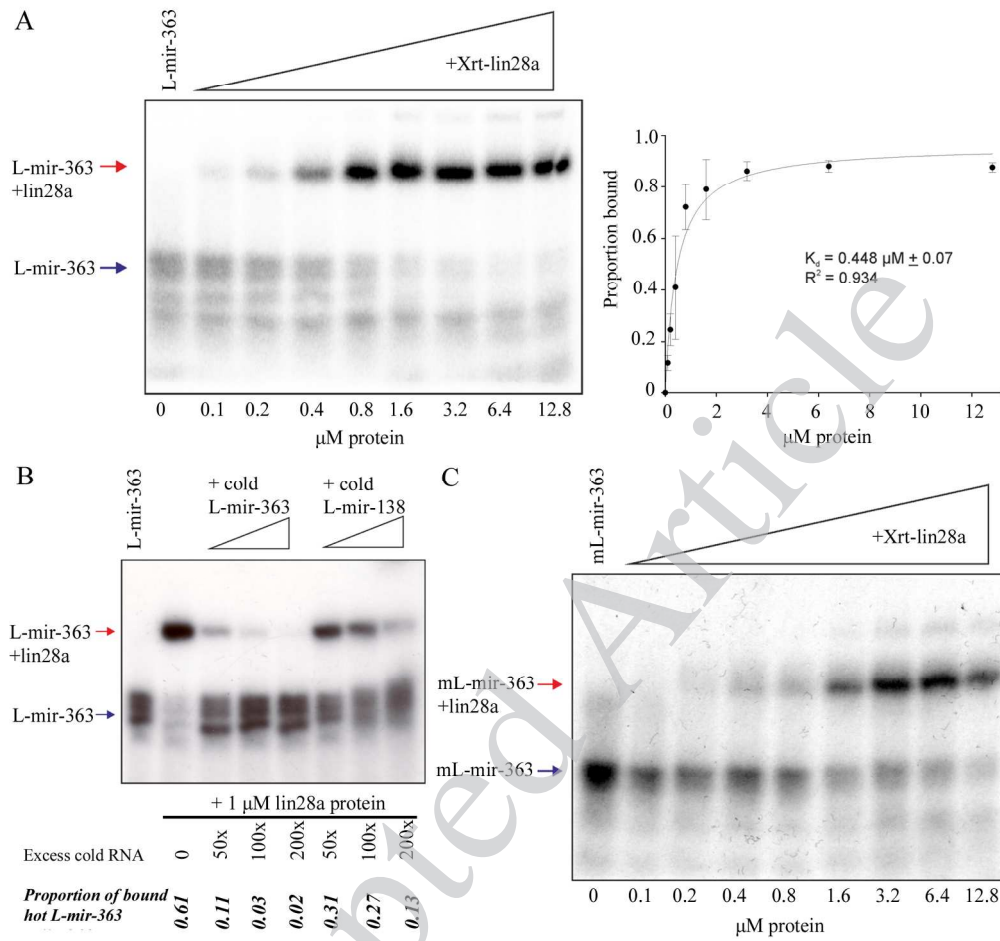 A
L-mir-363
+Xrt-lin28a
L-mir-363
+lin28a
L-mir-363
0 0.1 0.2 0.4 0.8 1.6 3.2 6.4 12.8
μM protein
1.0
0.8
0.6
0.4
0.2
0
Proportion bound
K_d = 0.448 μM ± 0.07
R² = 0.934
0 2 4 6 8 10 12
μM protein
B
L-mir-363
+ cold
L-mir-363
+ cold
L-mir-138
L-mir-363
+lin28a
L-mir-363
+ 1 μM lin28a protein
Excess cold RNA 0 50x 100x 200x 50x 100x 200x
Proportion of bound
hot L-mir-363 0.61 0.11 0.03 0.02 0.31 0.27 0.13
C
mL-mir-363
+Xrt-lin28a
mL-mir-363
+lin28a
mL-mir-363
0 0.1 0.2 0.4 0.8 1.6 3.2 6.4 12.8
μM protein
pted Article